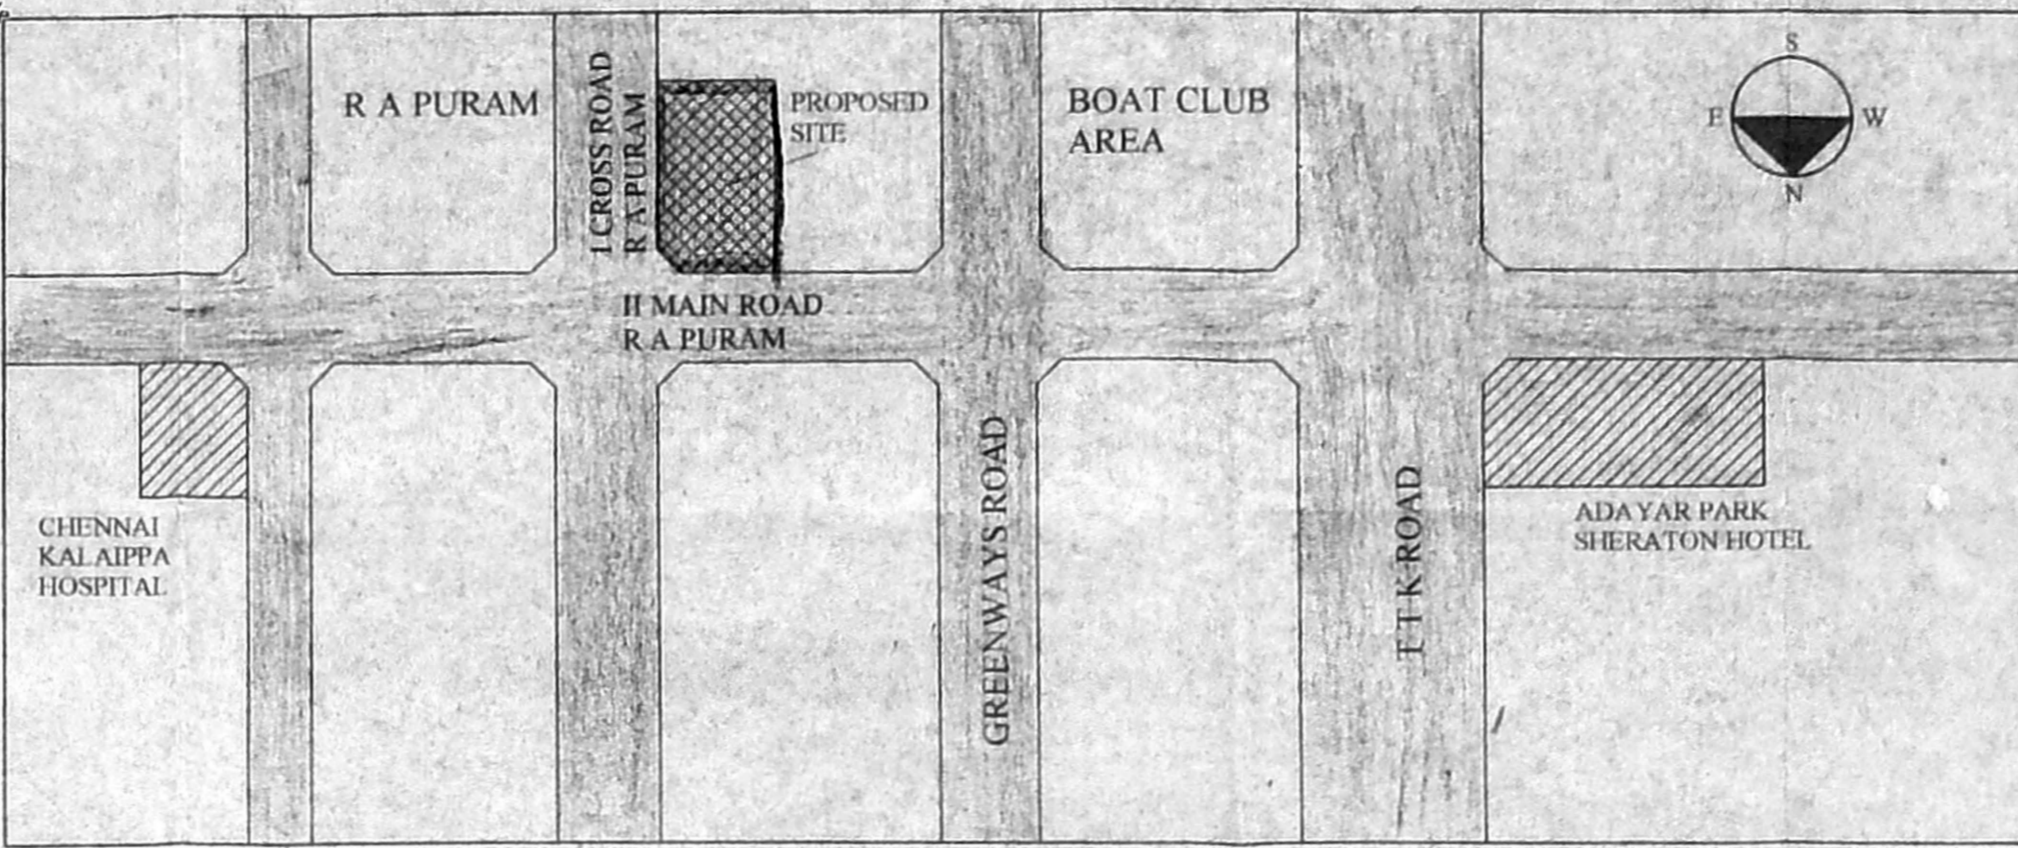 R A PURAM
I CROSS ROAD
R A PURAM
PROPOSED
SITE
BOAT CLUB
AREA
S
E
W
N
II MAIN ROAD
R A PURAM
CHENNAI
KALAIPPA
HOSPITAL
GREENWAYS ROAD
T T K ROAD
ADAYAR PARK
SHERATON HOTEL